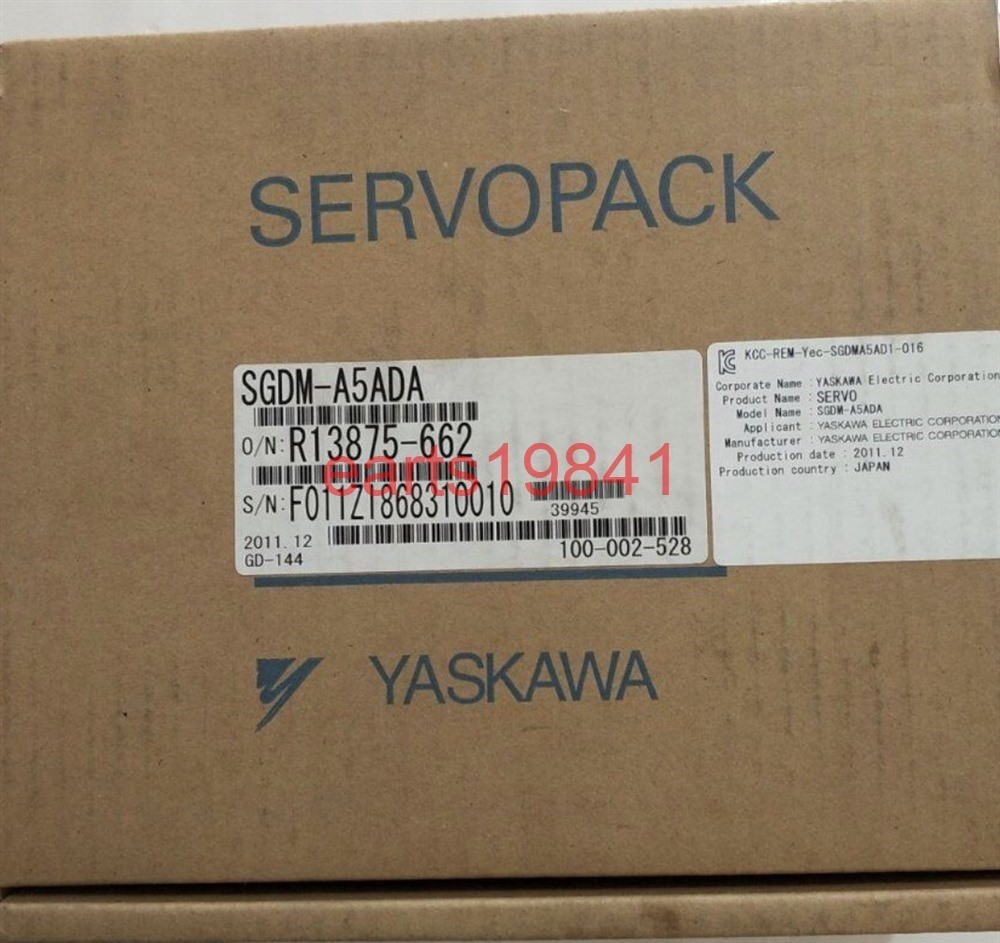 SERVOPACK
SGDM-A5ADA
O/N: R13875-662
S/N: F011Z1868310010
39945
2011.12
GD-144
100-002-528
earts19841
KCC-REM-Yec-SGDMA5AD1-016
Corporate Name : YASKAWA Electric Corporation
Product Name : SERVO
Model Name : SGDM-A5ADA
Applicant : YASKAWA ELECTRIC CORPORATION
Manufacturer : YASKAWA ELECTRIC CORPORATION
Production date : 2011.12
Production country : JAPAN
YASKAWA